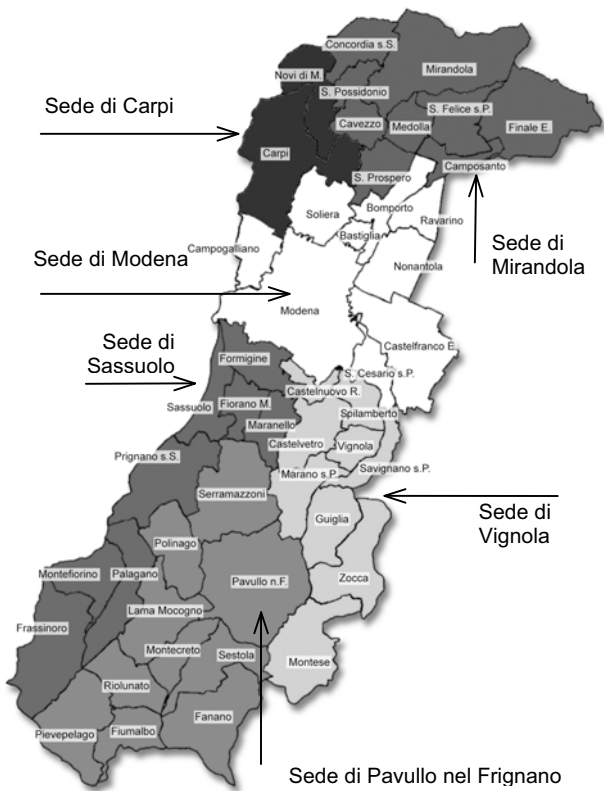 Concordia s.S.
Novi di M.
Mirandola
S. Possidonio
Sede di Carpi
S. Felice s.P.
Cavezzo
Medolla
Finale E.
Carpi
Camposanto
S. Prospero
Soliera
Bomporto
Ravarino
Campogalliano
Bastiglia
Sede di
Mirandola
Sede di Modena
Nonantola
Modena
Sede di
Sassuolo
Castelfranco E.
Formigine
S. Cesario s.P.
Castelnuovo R.
Fiorano M.
Sassuolo
Spilamberto
Maranello
Castelvetro
Vignola
Prignano s.S.
Marano s.P.
Savignano s.P.
Serramazzoni
Sede di
Vignola
Guiglia
Polinago
Montefiorino
Palagano
Pavullo n.F.
Zocca
Lama Mocogno
Frassinoro
Montecreto
Sestola
Montese
Riolunato
Fanano
Pievepelago
Fiumalbo
Sede di Pavullo nel Frignano